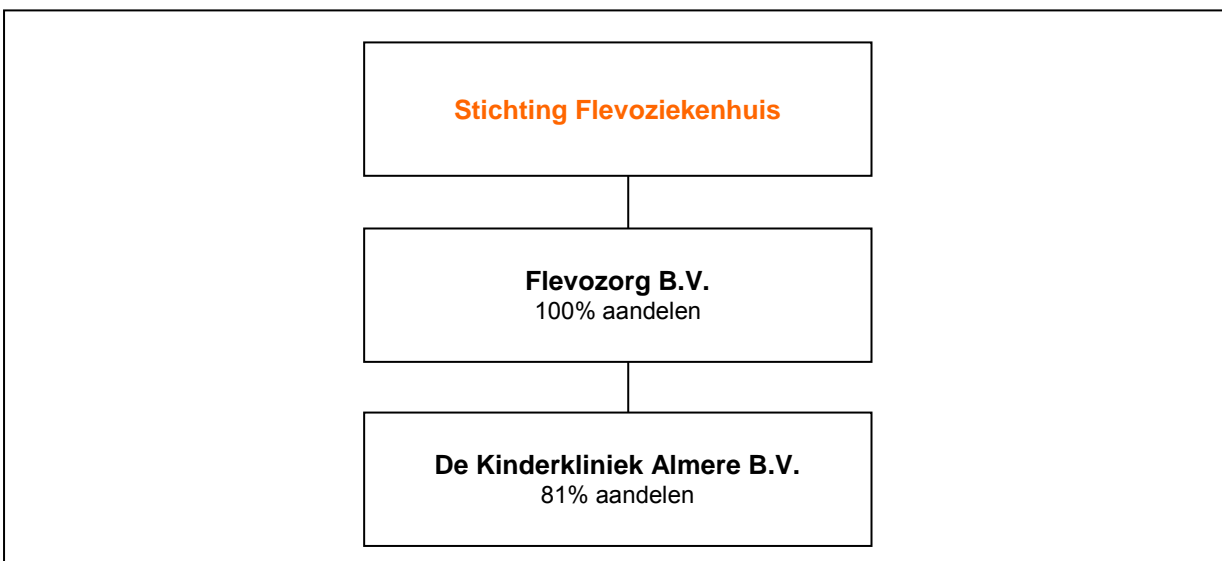 Stichting Flevoziekenhuis
Flevozorg B.V.
100% aandelen
De Kinderkliniek Almere B.V.
81% aandelen